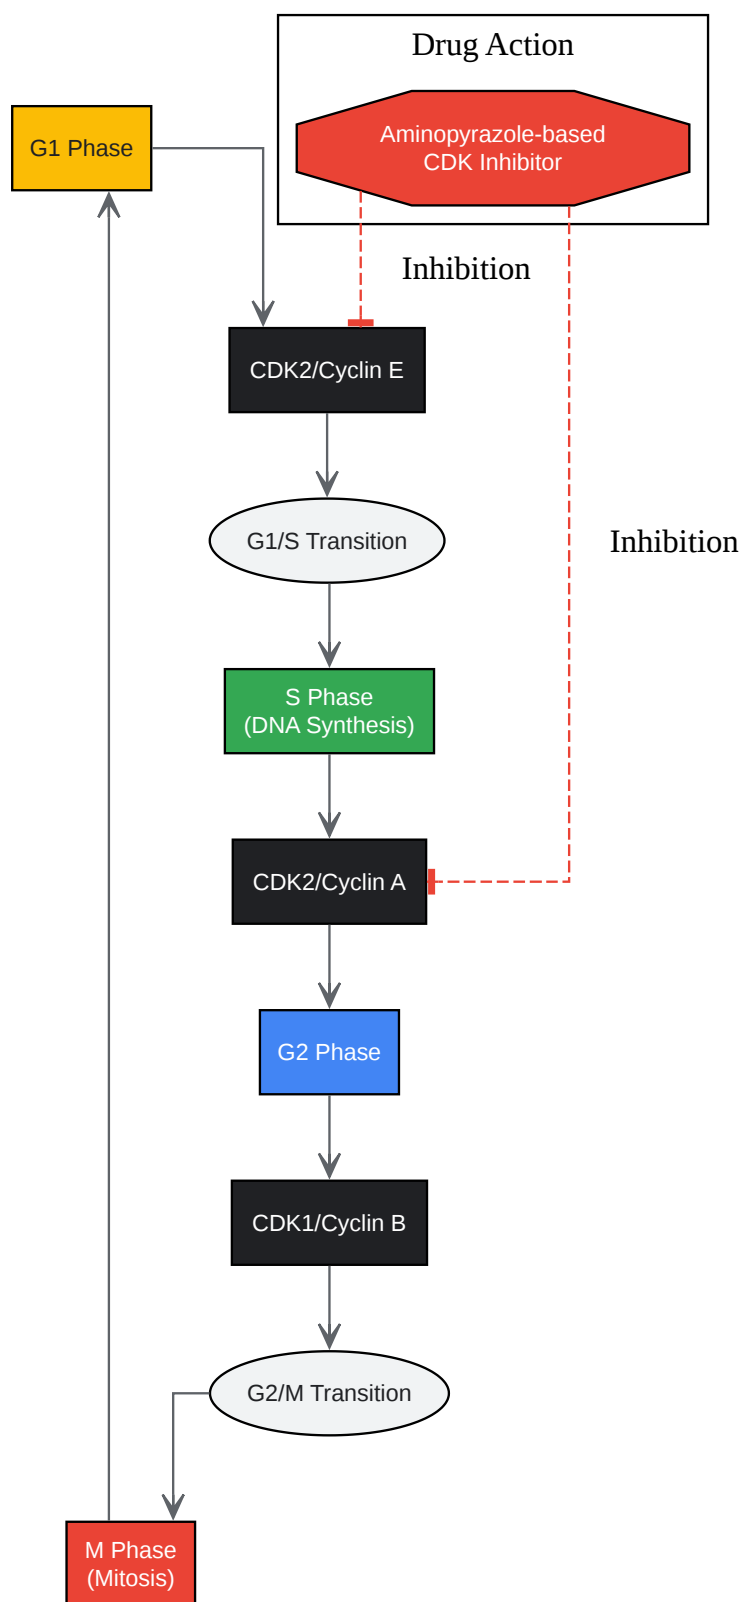 Drug Action
Aminopyrazole-based
CDK Inhibitor
G1 Phase
Inhibition
CDK2/Cyclin E
G1/S Transition
Inhibition
S Phase
(DNA Synthesis)
CDK2/Cyclin A
G2 Phase
CDK1/Cyclin B
G2/M Transition
M Phase
(Mitosis)